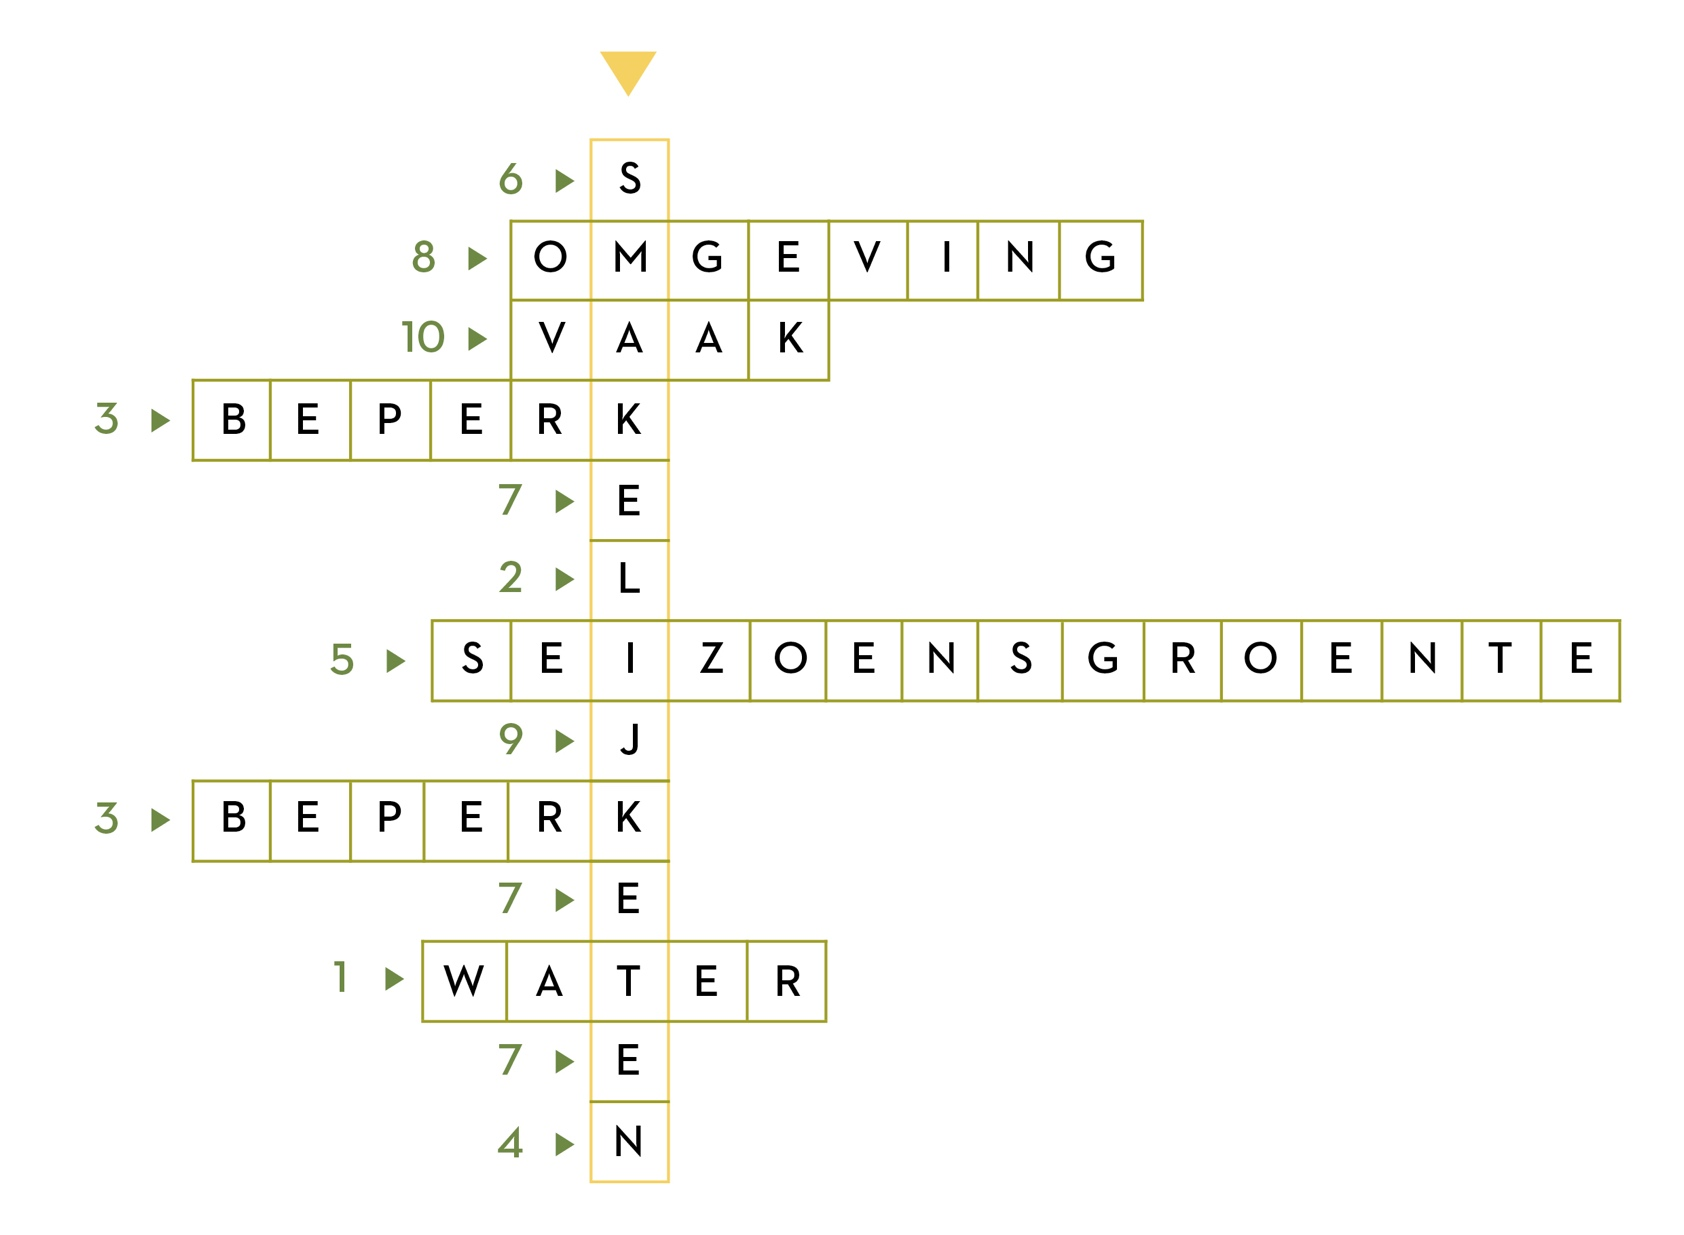 6 S
8 OMGEVING
10 VAAK
3 BEPERK
7 E
2 L
5 SEIZOENSGROENTE
9 J
3 BEPERK
7 E
1 WATER
7 E
4 N